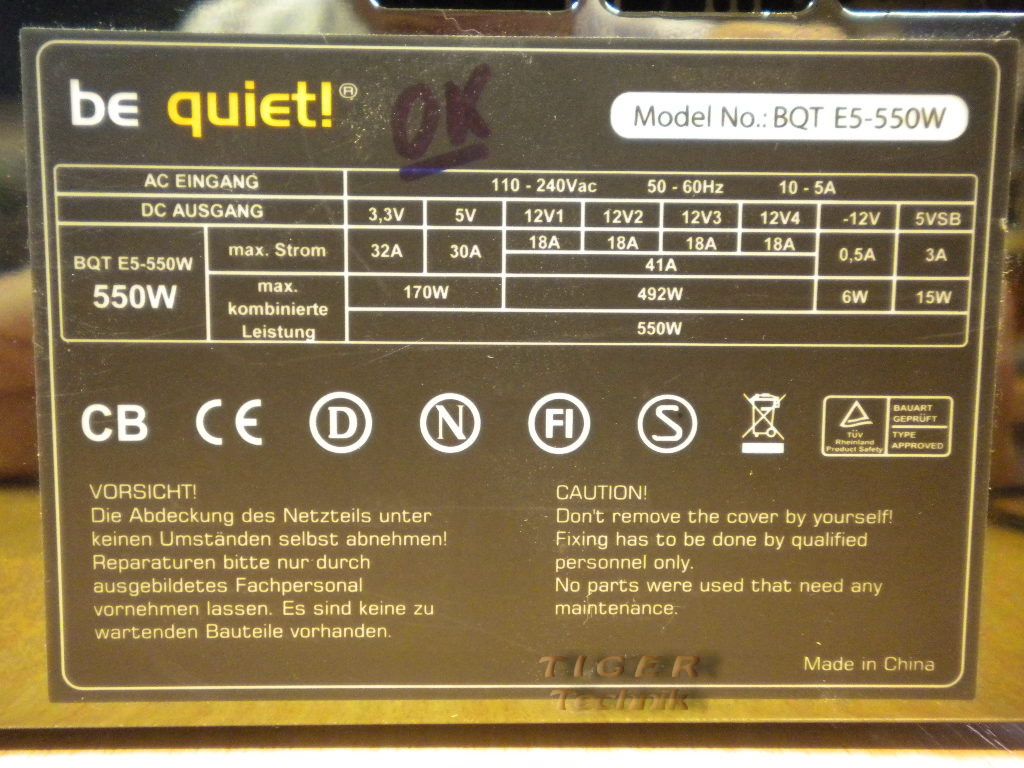 be quiet!®
OK
Model No.: BQT E5-550W
AC EINGANG 110 - 240Vac 50 - 60Hz 10 - 5A
DC AUSGANG 3,3V 5V 12V1 12V2 12V3 12V4 -12V 5VSB
BQT E5-550W
550W
max. Strom 32A 30A 18A 18A 18A 18A 0,5A 3A
41A
max.
kombinierte
Leistung
170W 492W 6W 15W
550W
CB CE D N FI S
TÜV
Rheinland
Product Safety
BAUART
GEPRÜFT
TYPE
APPROVED
VORSICHT!
Die Abdeckung des Netzteils unter
keinen Umständen selbst abnehmen!
Reparaturen bitte nur durch
ausgebildetes Fachpersonal
vornehmen lassen. Es sind keine zu
wartenden Bauteile vorhanden.
CAUTION!
Don't remove the cover by yourself!
Fixing has to be done by qualified
personnel only.
No parts were used that need any
maintenance.
Made in China
TIGER
Technik